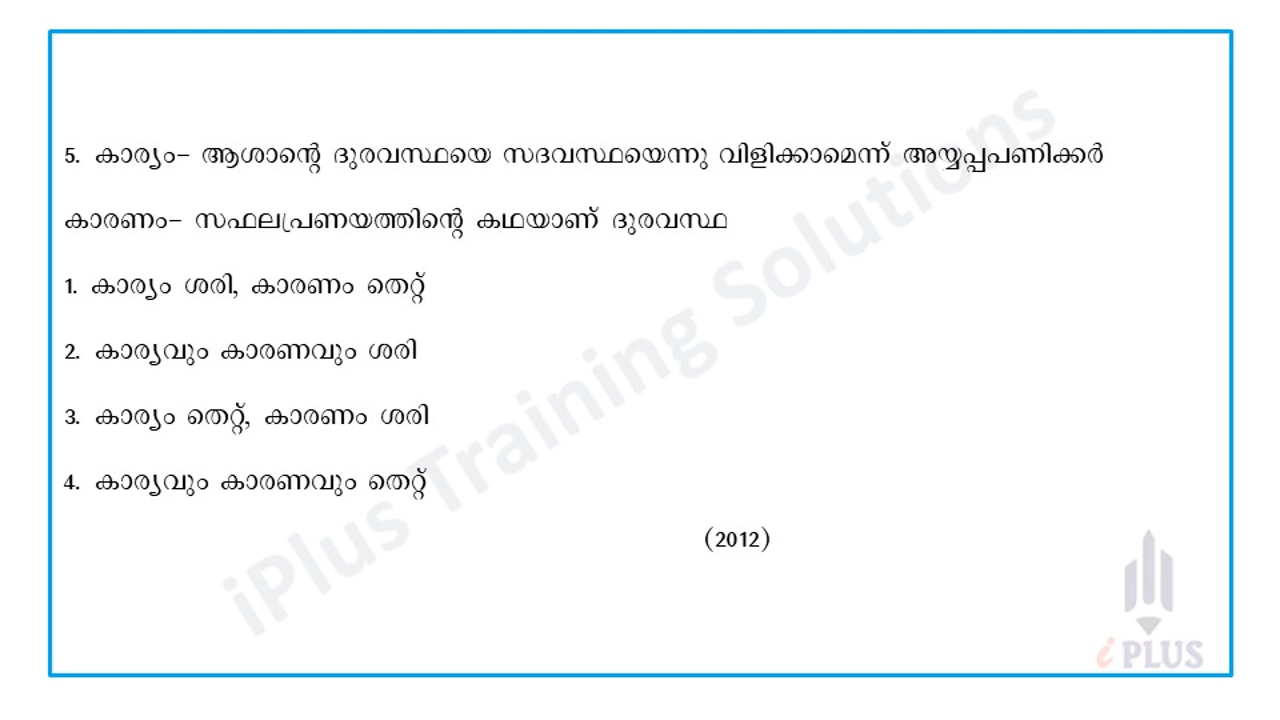 5. കാര്യം- ആശാന്റെ ദുരവസ്ഥയെ സദവസ്ഥയെന്നു വിളിക്കാമെന്ന് അയ്യപ്പപണിക്കർ
കാരണം- സഫലപ്രണയത്തിന്റെ കഥയാണ് ദുരവസ്ഥ
1. കാര്യം ശരി, കാരണം തെറ്റ്
2. കാര്യവും കാരണവും ശരി
3. കാര്യം തെറ്റ്, കാരണം ശരി
4. കാര്യവും കാരണവും തെറ്റ്
(2012)
iPlus Training Solutions
iPLUS